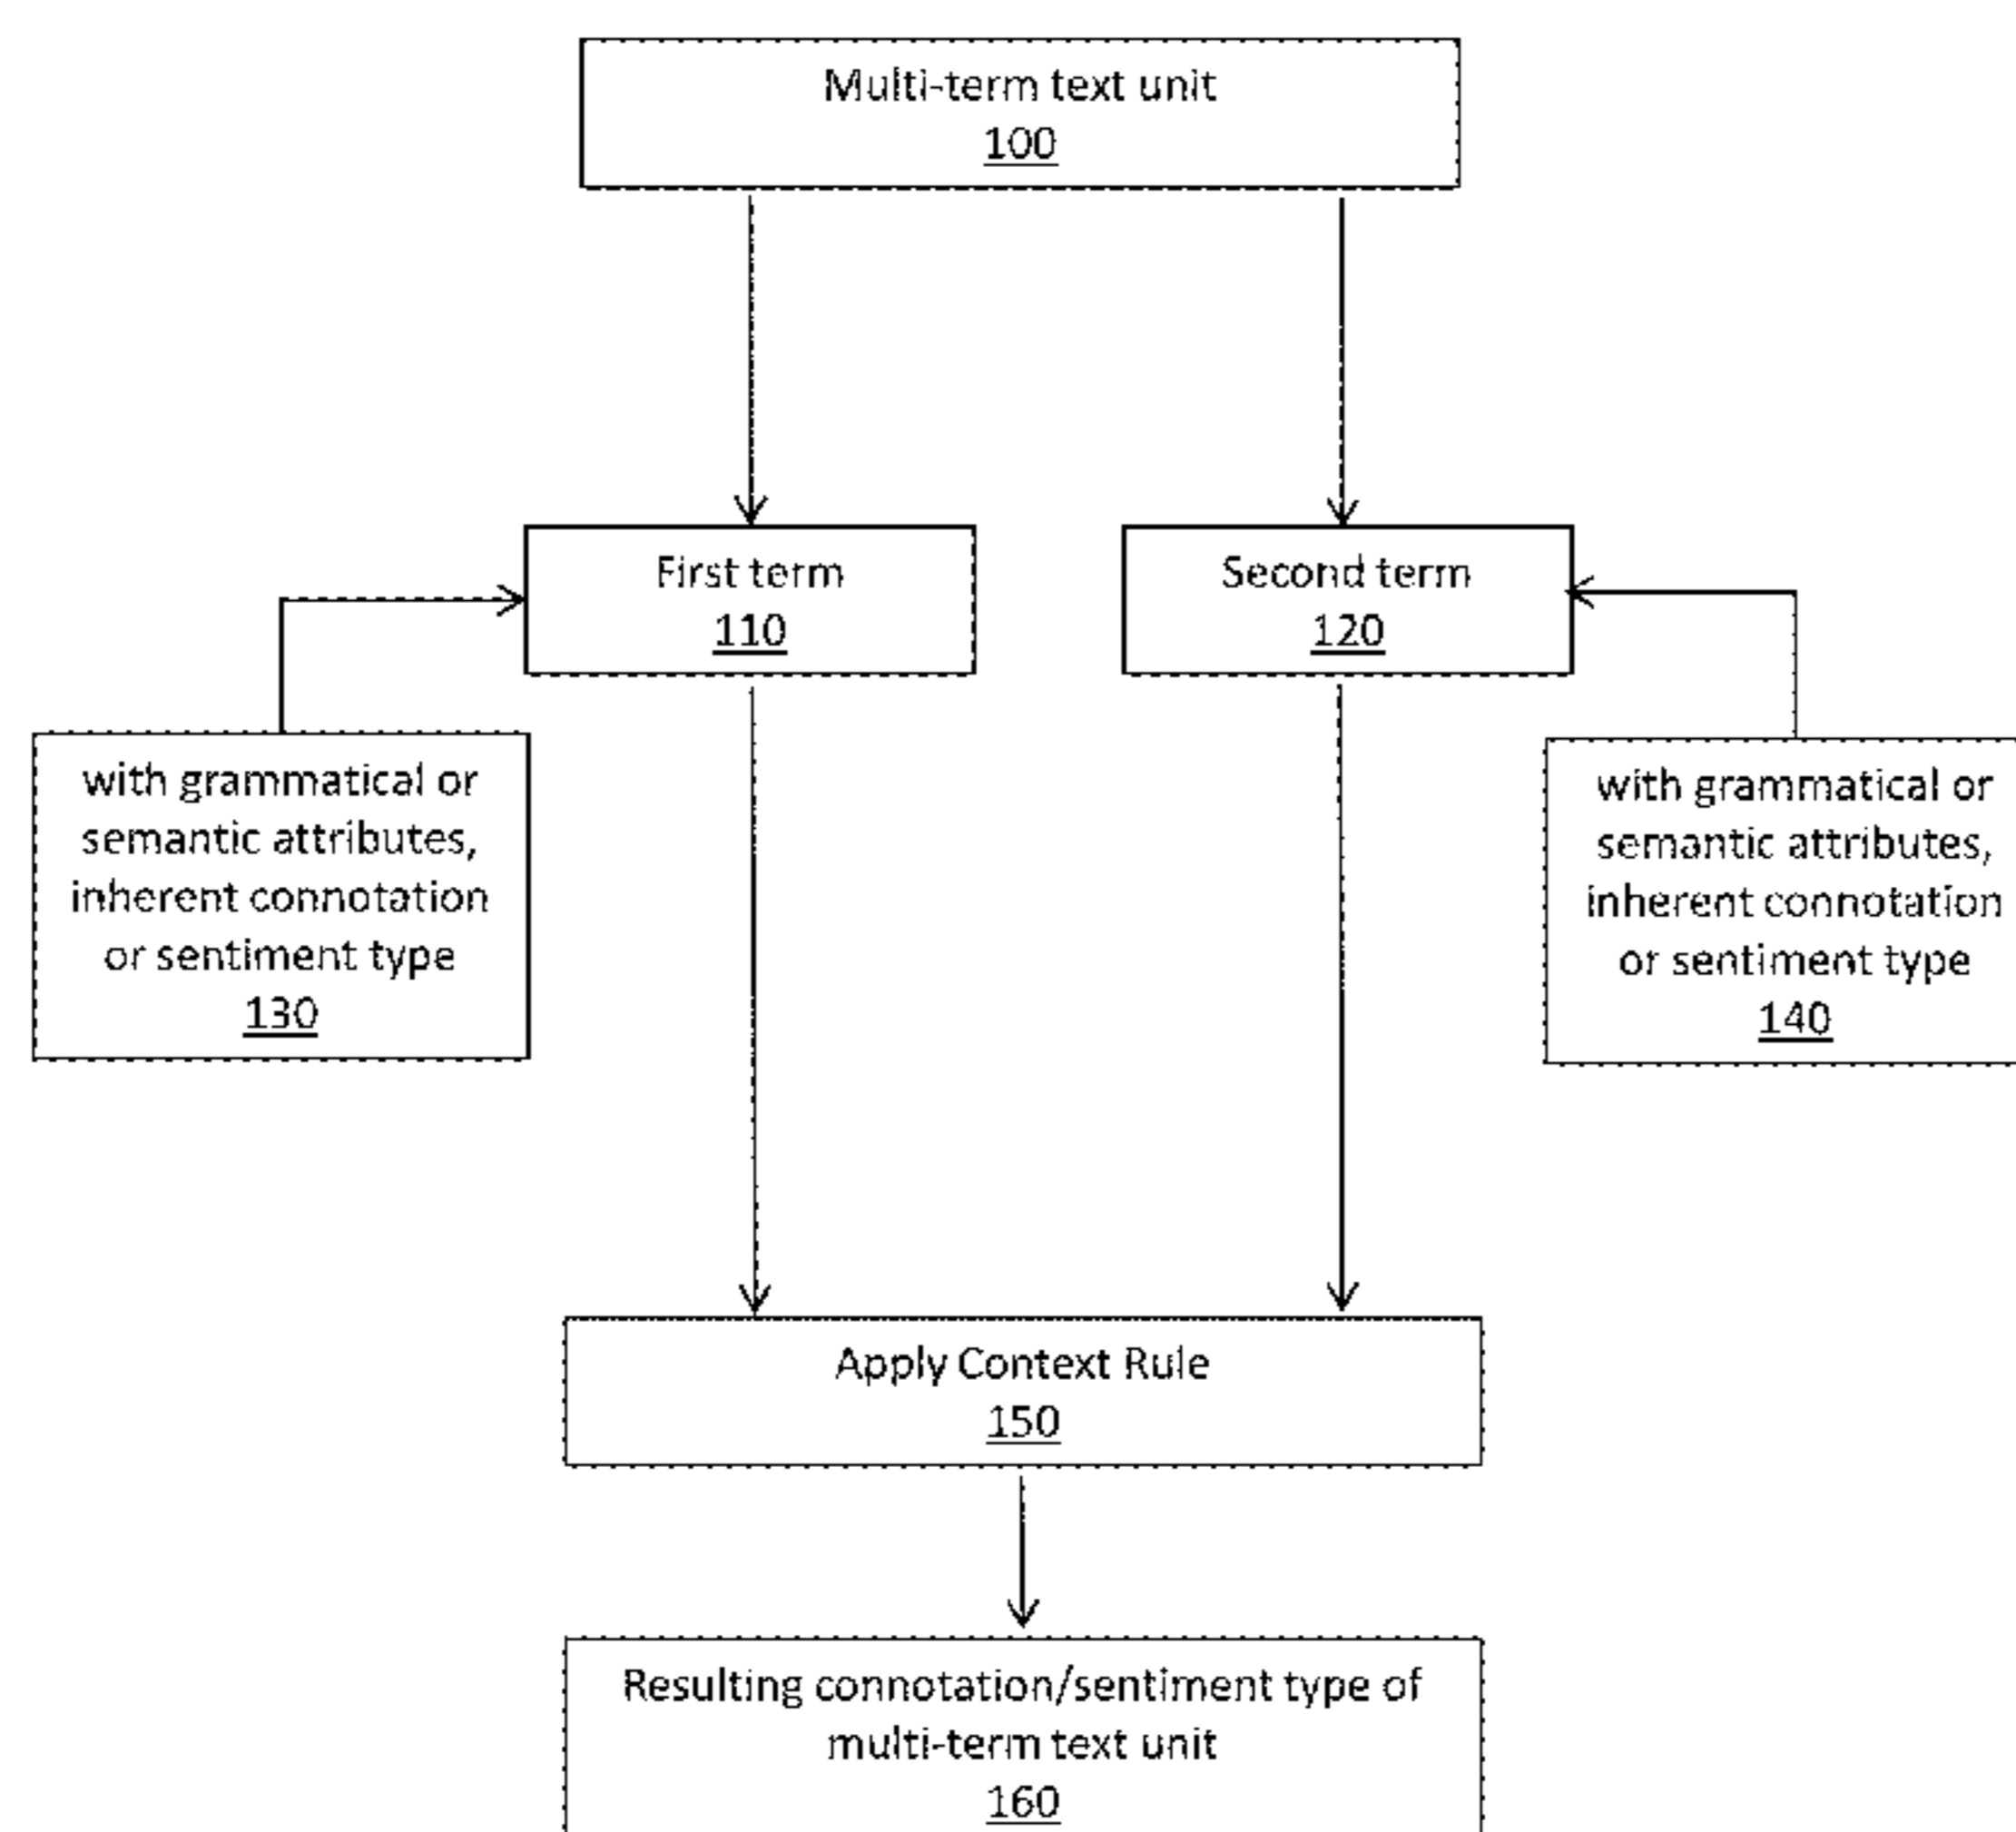 Multi-term text unit
100
First term
110
Second term
120
with grammatical or
semantic attributes,
inherent connotation
or sentiment type
130
with grammatical or
semantic attributes,
inherent connotation
or sentiment type
140
Apply Context Rule
150
Resulting connotation/sentiment type of
multi-term text unit
160